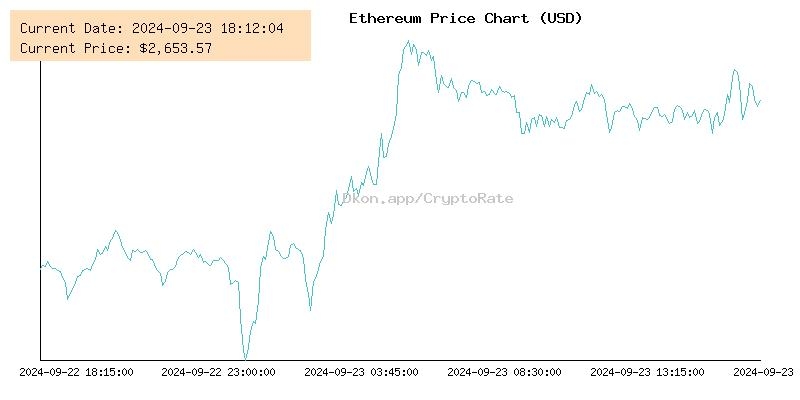 Ethereum Price Chart (USD)
Current Date: 2024-09-23 18:12:04
Current Price: $2,653.57
Dkon.app/CryptoRate
2024-09-22 18:15:00 2024-09-22 23:00:00 2024-09-23 03:45:00 2024-09-23 08:30:00 2024-09-23 13:15:00 2024-09-23